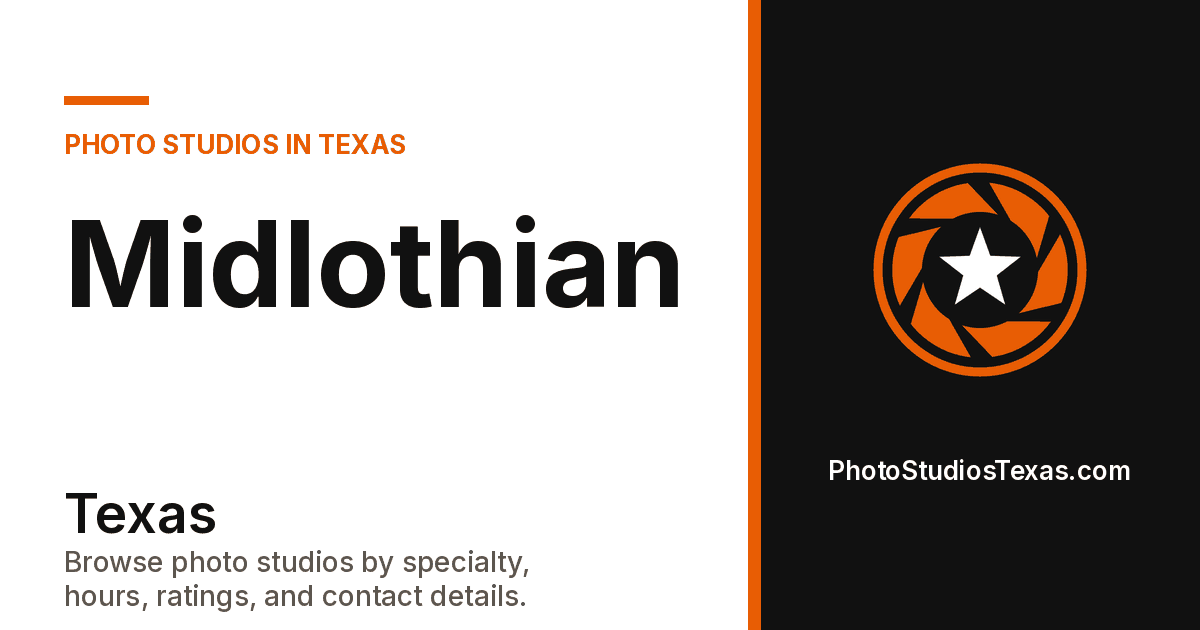 PHOTO STUDIOS IN TEXAS
Midlothian
Texas
Browse photo studios by specialty,
hours, ratings, and contact details.
PhotoStudiosTexas.com